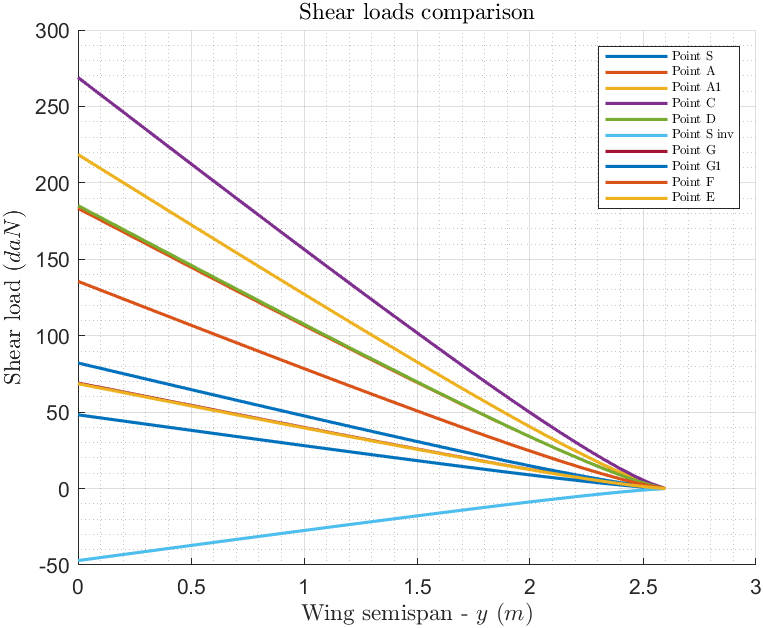 Shear loads comparison
300
250
200
150
100
50
0
-50
Shear load (daN)
Point S
Point A
Point A1
Point C
Point D
Point S inv
Point G
Point G1
Point F
Point E
0 0.5 1 1.5 2 2.5 3
Wing semispan - y (m)